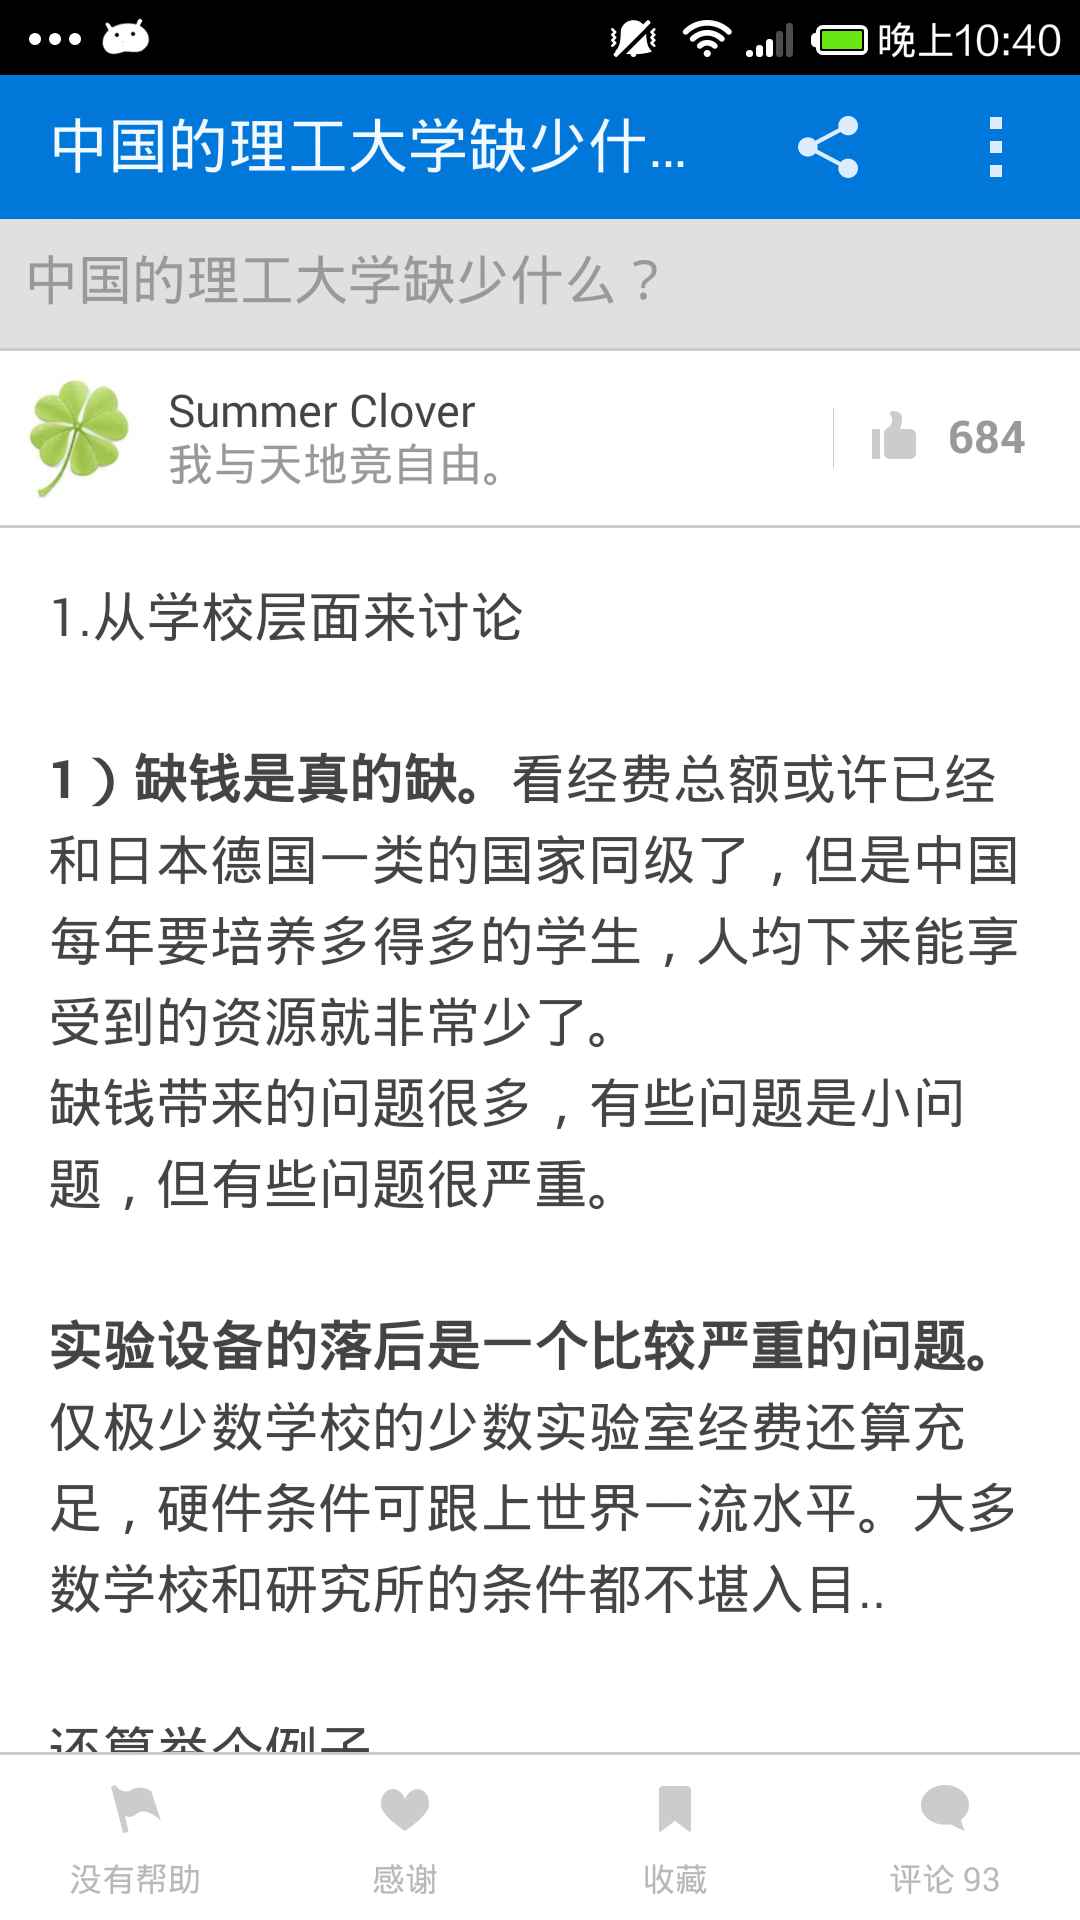 晚上10:40
中国的理工大学缺少什...
中国的理工大学缺少什么？
Summer Clover
我与天地竞自由。
684
1.从学校层面来讨论
1）缺钱是真的缺。看经费总额或许已经
和日本德国一类的国家同级了，但是中国
每年要培养多得多的学生，人均下来能享
受到的资源就非常少了。
缺钱带来的问题很多，有些问题是小问
题，但有些问题很严重。
实验设备的落后是一个比较严重的问题。
仅极少数学校的少数实验室经费还算充
足，硬件条件可跟上世界一流水平。大多
数学校和研究所的条件都不堪入目..
还算举个例子
没有帮助
感谢
收藏
评论 93